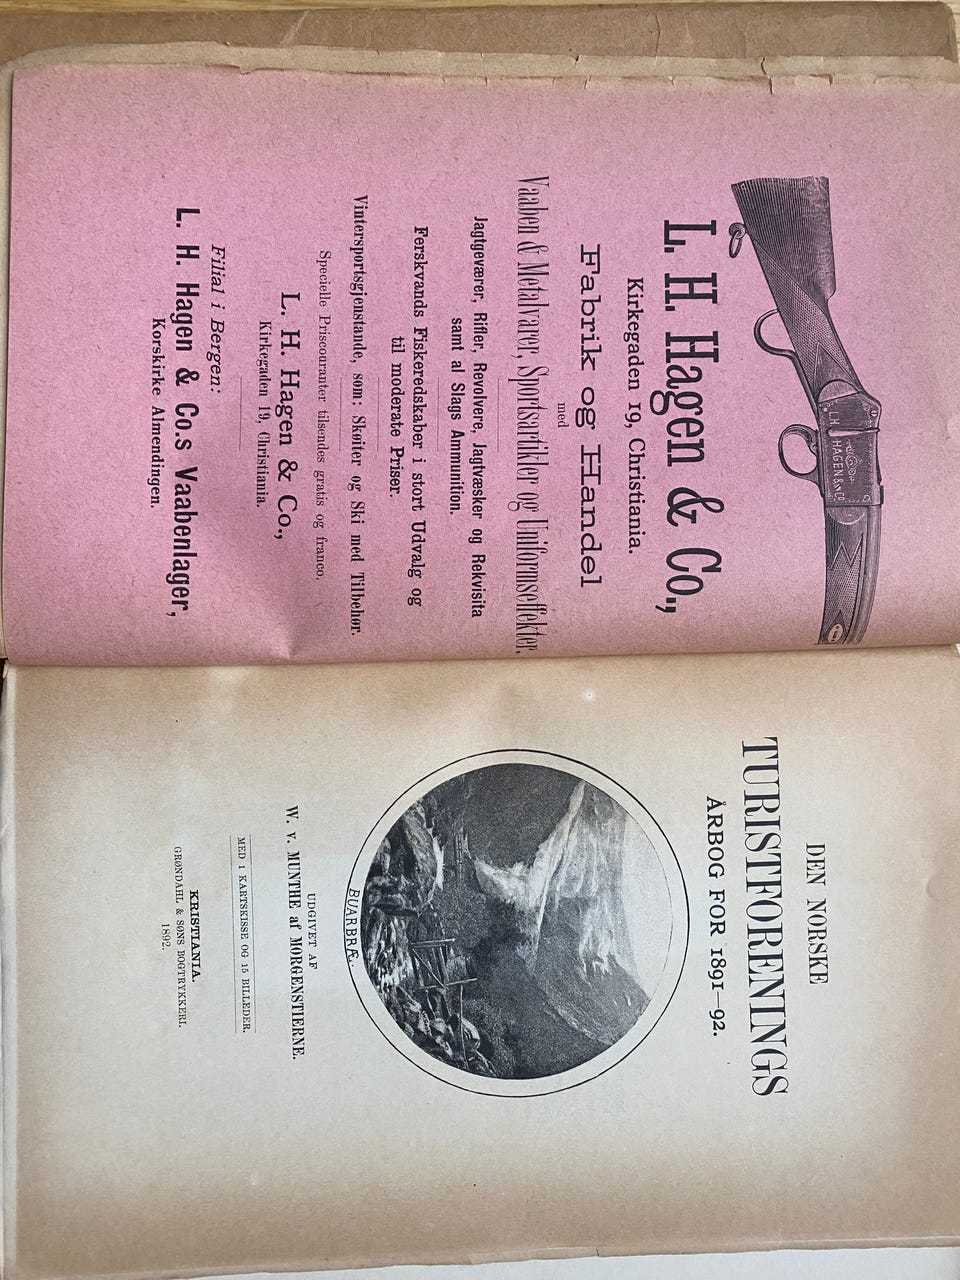 L. H. HAGEN & CO.
L. H. Hagen & Co.,
Kirkegaden 19, Christiania.
Fabrik og Handel
med
Vaaben & Metalvarer, Sportsartikler og Uniformseffekter,
Jagtgeværer, Rifler, Revolvere, Jagtvæsker og Rekvisita
samt al Slags Ammunition.
Ferskvands Fiskeredskaber i stort Udvalg og
til moderate Priser.
Vintersportsgjenstande, som: Skøiter og Ski med Tilbehør.
Specielle Priscouranter tilsendes gratis og franco.
L. H. Hagen & Co.,
Kirkegaden 19, Christiania.
Filial i Bergen:
L. H. Hagen & Co.s Vaabenlager,
Korskirke Almendingen.
DEN NORSKE
TURISTFORENINGS
ÅRBOG FOR 1891—92.
BUARBRÆ.
UDGIVET AF
W. v. MUNTHE af MORGENSTIERNE.
MED 1 KARTSKISSE OG 15 BILLEDER.
KRISTIANIA.
GRØNDAHL & SØNS BOGTRYKKERI.
1892.